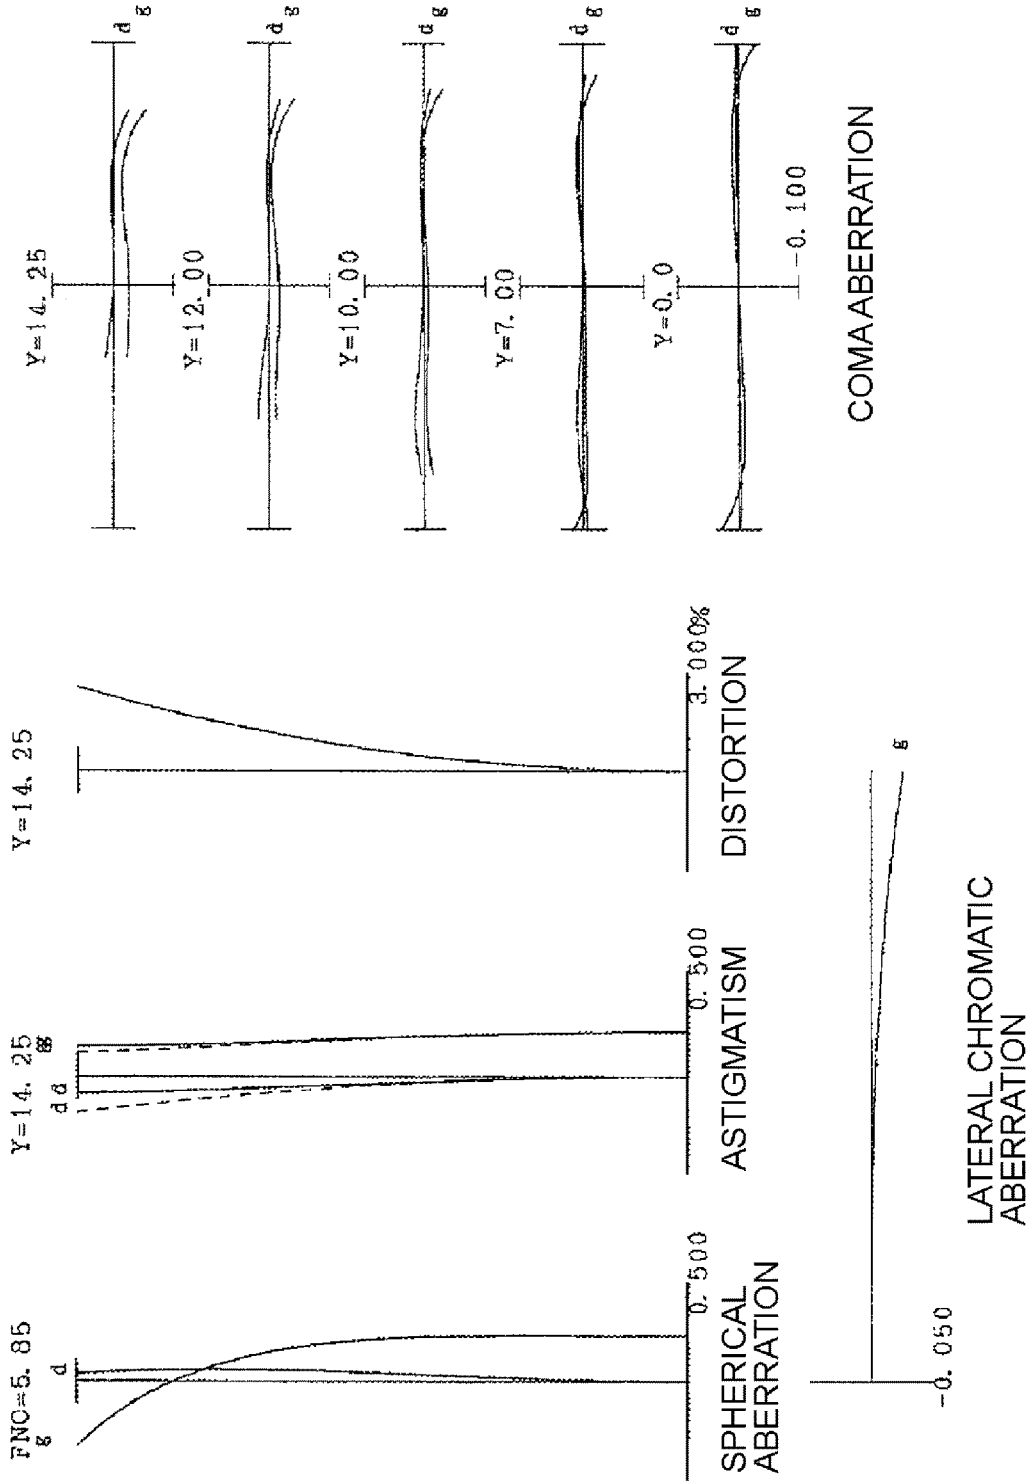 FNO=5.85
g
d
0.500
SPHERICAL
ABERRATION
Y=14.25
d d
gg
0.500
ASTIGMATISM
Y=14.25
3.000%
DISTORTION
Y=14.25
d
g
Y=12.00
d
g
Y=10.00
d
g
Y=7.00
d
g
Y=0.0
d
g
-0.100
COMA ABERRATION
-0.050
g
LATERAL CHROMATIC
ABERRATION